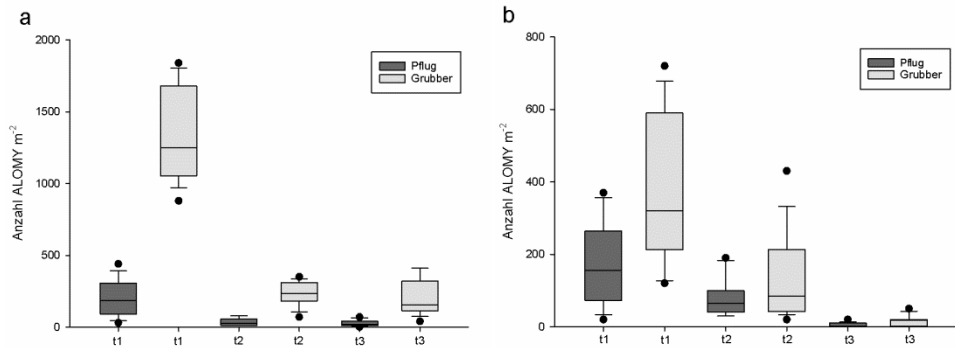 a
2000
1500
1000
500
0
Anzahl ALOMY m⁻²
Pflug
Grubber
t1 t1 t2 t2 t3 t3
b
800
600
400
200
0
Anzahl ALOMY m⁻²
Pflug
Grubber
t1 t1 t2 t2 t3 t3